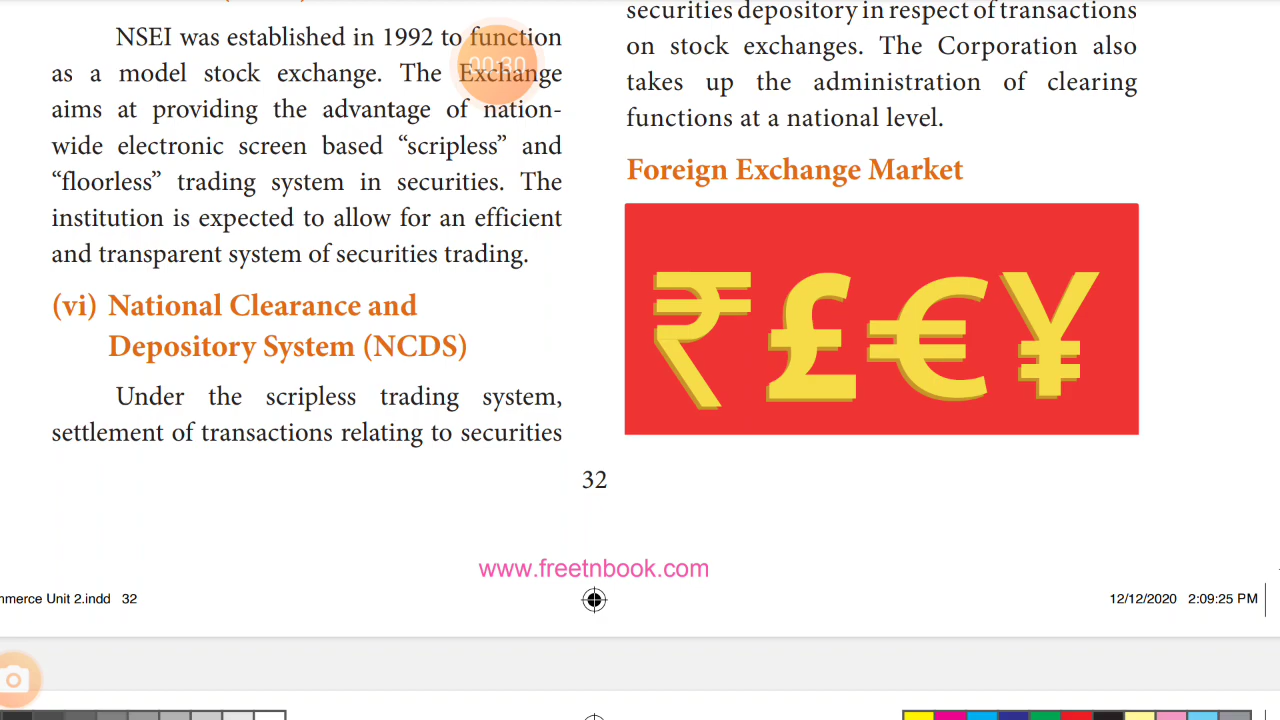 NSEI was established in 1992 to function
as a model stock exchange. The Exchange
aims at providing the advantage of nation-
wide electronic screen based “scripless” and
“floorless” trading system in securities. The
institution is expected to allow for an efficient
and transparent system of securities trading.
(vi) National Clearance and
Depository System (NCDS)
Under the scripless trading system,
settlement of transactions relating to securities
securities depository in respect of transactions
on stock exchanges. The Corporation also
takes up the administration of clearing
functions at a national level.
Foreign Exchange Market
₹ £ € ¥
32
www.freetnbook.com
mmerce Unit 2.indd 32
12/12/2020 2:09:25 PM
00:30